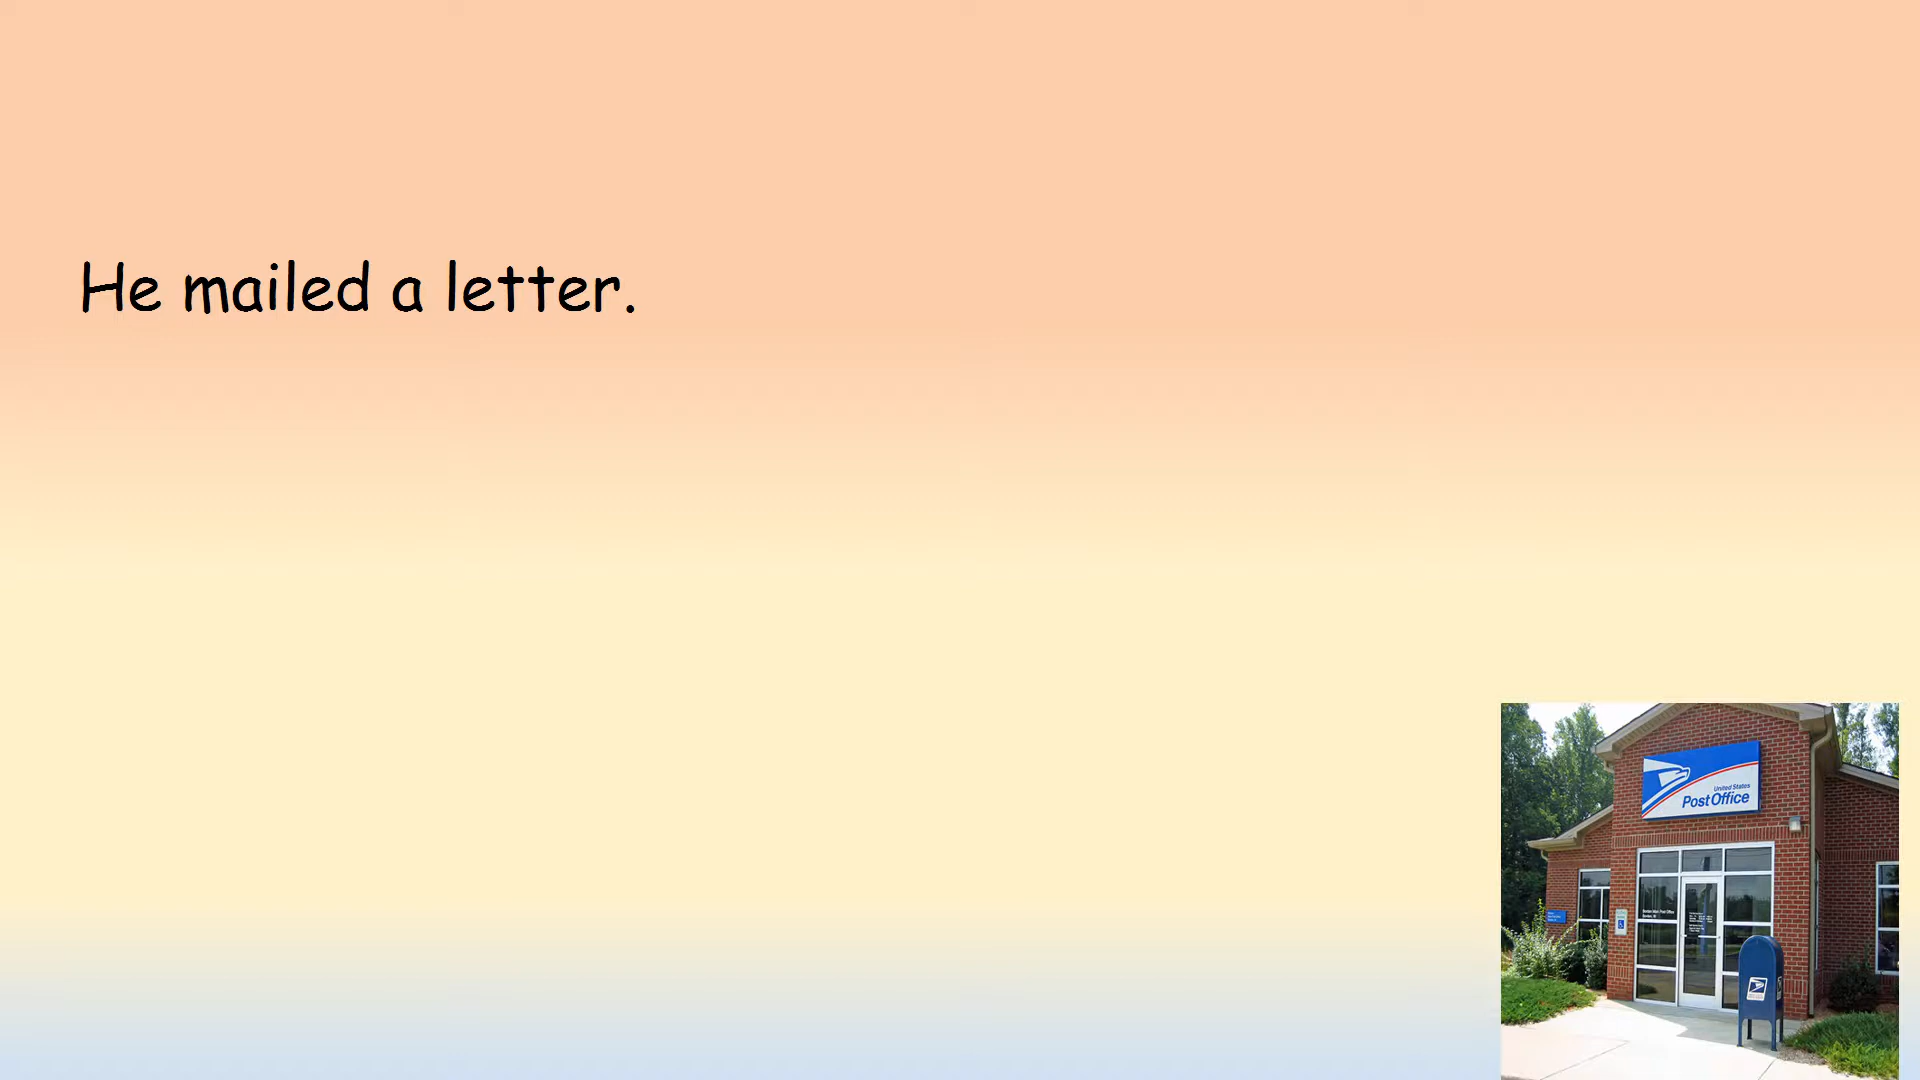 He mailed a letter.
United States
Post Office